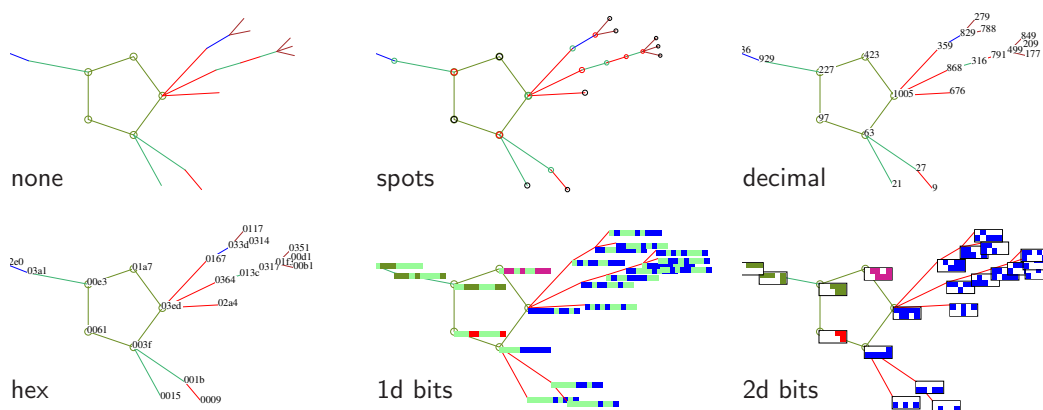 none
spots
279
829 788
359
849
209
499
791
177
316
868
676
423
36
929
227
1005
97
63
27
21
9
decimal
0117
033d 0314
0167
0351
00d1
00b1
0317
013c
0364
02a4
01a7
2e0
03a1
00e3
03ed
0061
003f
001b
0015
0009
hex
1d bits
2d bits